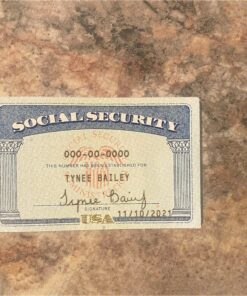 SOCIAL SECURITY
000-00-0000
THIS NUMBER HAS BEEN ESTABLISHED FOR
TYNEE BAILEY
Tynee Baily
SIGNATURE
USA
11/10/2021